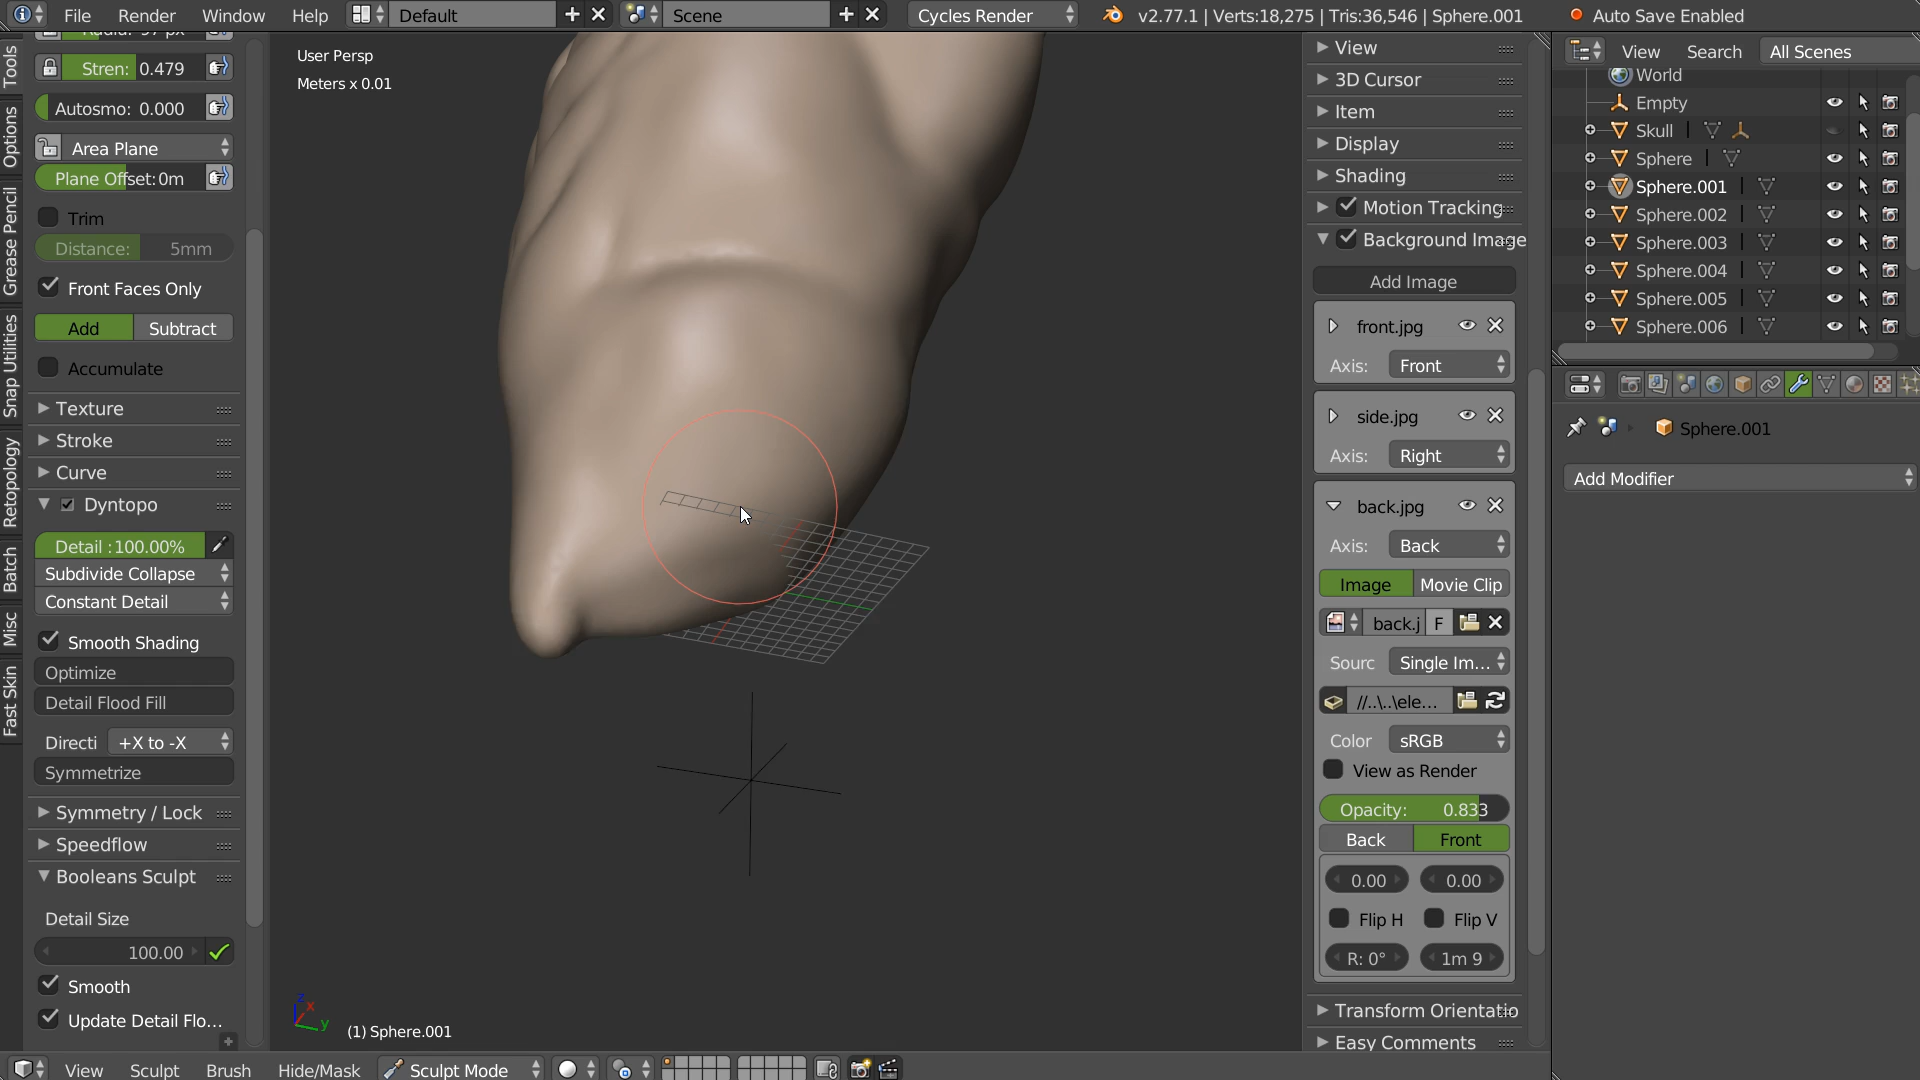 File Render Window Help Default Scene Cycles Render v2.77.1 | Verts:18,275 | Tris:36,546 | Sphere.001 Auto Save Enabled
Tools
Options
Grease Pencil
Snap Utilities
Retopology
Batch
Misc
Fast Skin
Stren: 0.479
Autosmo: 0.000
Area Plane
Plane Offset: 0m
Trim
Distance: 5mm
Front Faces Only
Add Subtract
Accumulate
Texture
Stroke
Curve
Dyntopo
Detail : 100.00%
Subdivide Collapse
Constant Detail
Smooth Shading
Optimize
Detail Flood Fill
Directi +X to -X
Symmetrize
Symmetry / Lock
Speedflow
Booleans Sculpt
Detail Size
100.00
Smooth
Update Detail Flo...
User Persp
Meters x 0.01
z
x
y
(1) Sphere.001
View Sculpt Brush Hide/Mask Sculpt Mode
View
3D Cursor
Item
Display
Shading
Motion Tracking
Background Image
Add Image
front.jpg
Axis: Front
side.jpg
Axis: Right
back.jpg
Axis: Back
Image Movie Clip
back.j F
Sourc Single Im...
//..\..\ele...
Color sRGB
View as Render
Opacity: 0.833
Back Front
0.00 0.00
Flip H Flip V
R: 0° 1m 9
Transform Orientatio
Easy Comments
View Search All Scenes
World
Empty
Skull
Sphere
Sphere.001
Sphere.002
Sphere.003
Sphere.004
Sphere.005
Sphere.006
Sphere.001
Add Modifier